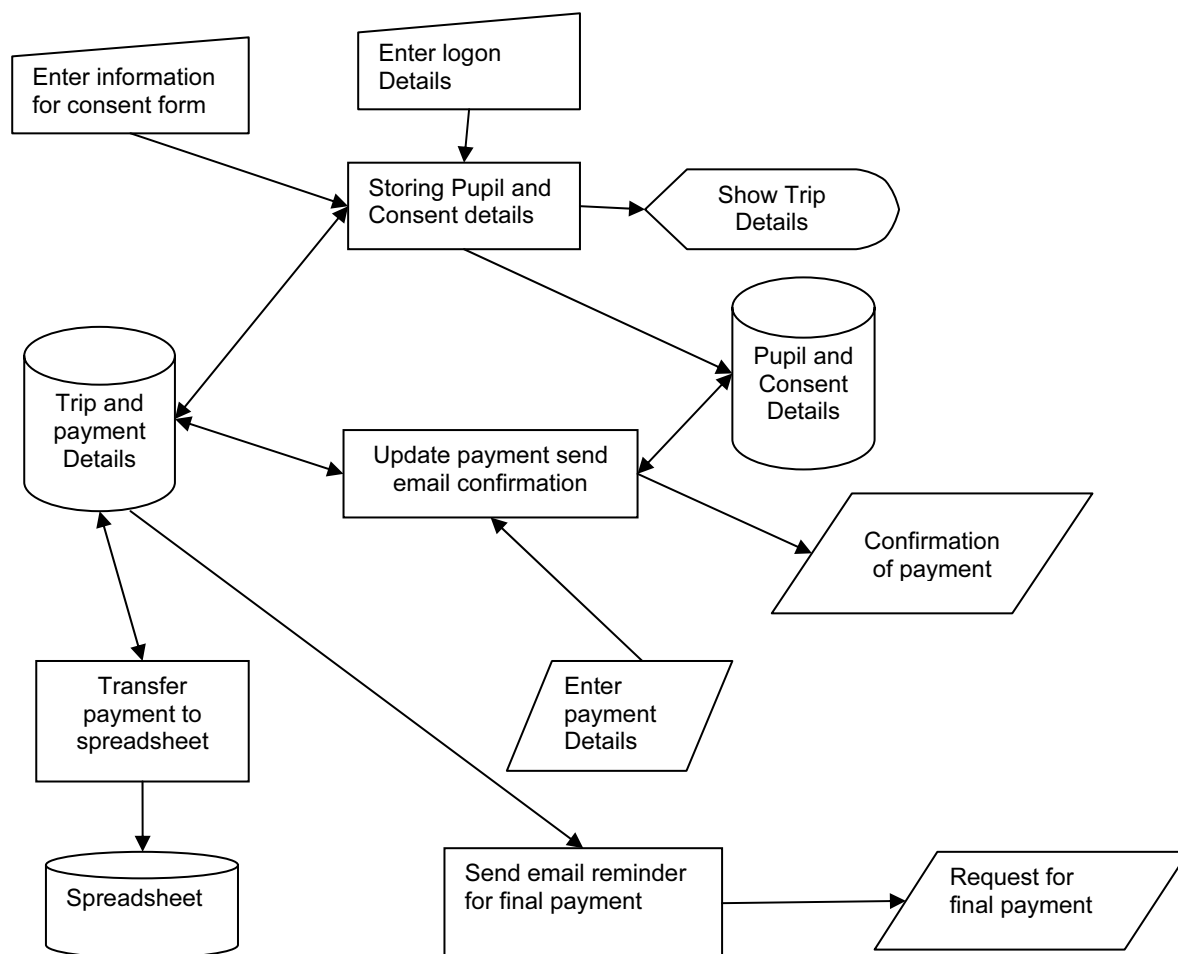 Enter information
for consent form
Enter logon
Details
Storing Pupil and
Consent details
Show Trip
Details
Trip and
payment
Details
Pupil and
Consent
Details
Update payment send
email confirmation
Confirmation
of payment
Transfer
payment to
spreadsheet
Enter
payment
Details
Spreadsheet
Send email reminder
for final payment
Request for
final payment